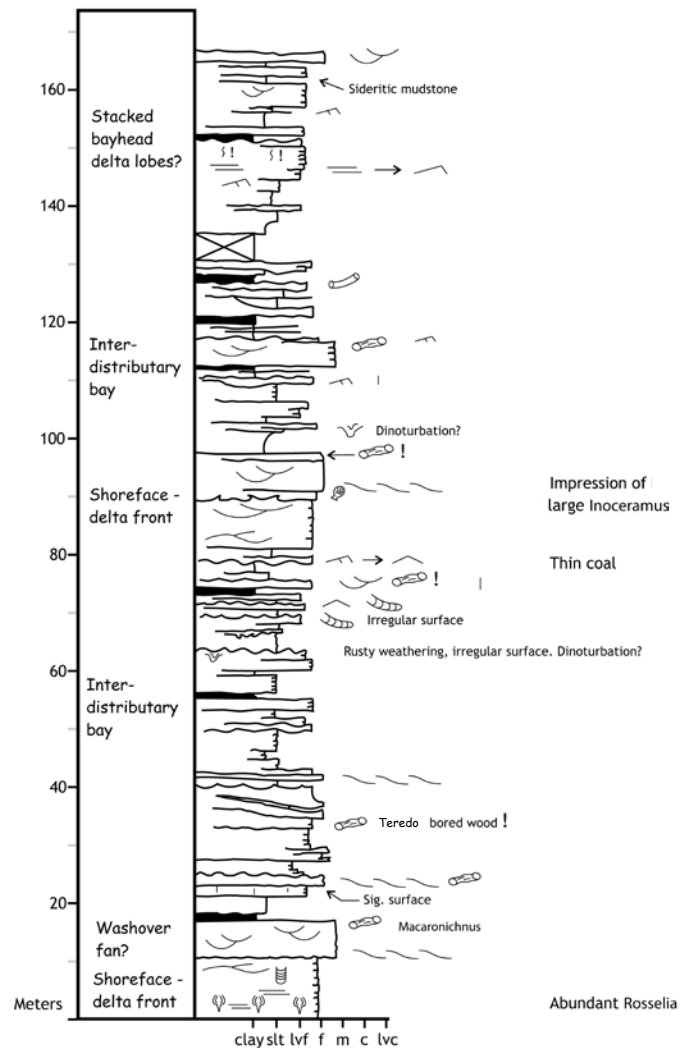 160
Sideritic mudstone
Stacked
bayhead
delta lobes?
!
!
140
120
Inter-
distributary
bay
Dinoturbation?
100
!
Impression of
large Inoceramus
Shoreface -
delta front
80
Thin coal
!
Irregular surface
Rusty weathering, irregular surface. Dinoturbation?
60
Inter-
distributary
bay
40
Teredo bored wood !
20
Sig. surface
Macaronichnus
Washover
fan?
Shoreface -
delta front
Meters
Abundant Rosselia
clay slt lvf f m c lvc